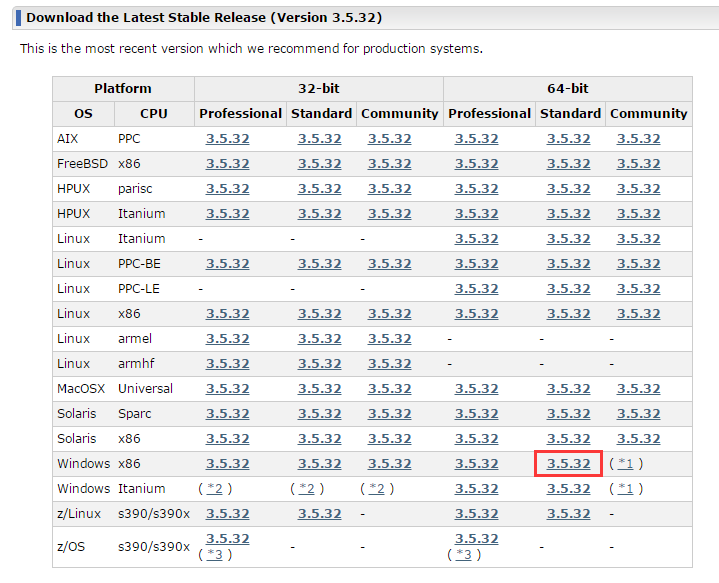 Download the Latest Stable Release (Version 3.5.32)
This is the most recent version which we recommend for production systems.
Platform 32-bit 64-bit
OS CPU Professional Standard Community Professional Standard Community
AIX PPC 3.5.32 3.5.32 3.5.32 3.5.32 3.5.32 3.5.32
FreeBSD x86 3.5.32 3.5.32 3.5.32 3.5.32 3.5.32 3.5.32
HPUX parisc 3.5.32 3.5.32 3.5.32 3.5.32 3.5.32 3.5.32
HPUX Itanium 3.5.32 3.5.32 3.5.32 3.5.32 3.5.32 3.5.32
Linux Itanium - - - 3.5.32 3.5.32 3.5.32
Linux PPC-BE 3.5.32 3.5.32 3.5.32 3.5.32 3.5.32 3.5.32
Linux PPC-LE - - - 3.5.32 3.5.32 3.5.32
Linux x86 3.5.32 3.5.32 3.5.32 3.5.32 3.5.32 3.5.32
Linux armel 3.5.32 3.5.32 3.5.32 - - -
Linux armhf 3.5.32 3.5.32 3.5.32 - - -
MacOSX Universal 3.5.32 3.5.32 3.5.32 3.5.32 3.5.32 3.5.32
Solaris Sparc 3.5.32 3.5.32 3.5.32 3.5.32 3.5.32 3.5.32
Solaris x86 3.5.32 3.5.32 3.5.32 3.5.32 3.5.32 3.5.32
Windows x86 3.5.32 3.5.32 3.5.32 3.5.32 3.5.32 ( *1 )
Windows Itanium ( *2 ) ( *2 ) ( *2 ) 3.5.32 3.5.32 ( *1 )
z/Linux s390/s390x 3.5.32 3.5.32 - 3.5.32 3.5.32 -
z/OS s390/s390x 3.5.32 ( *3 ) - - 3.5.32 ( *3 ) - -